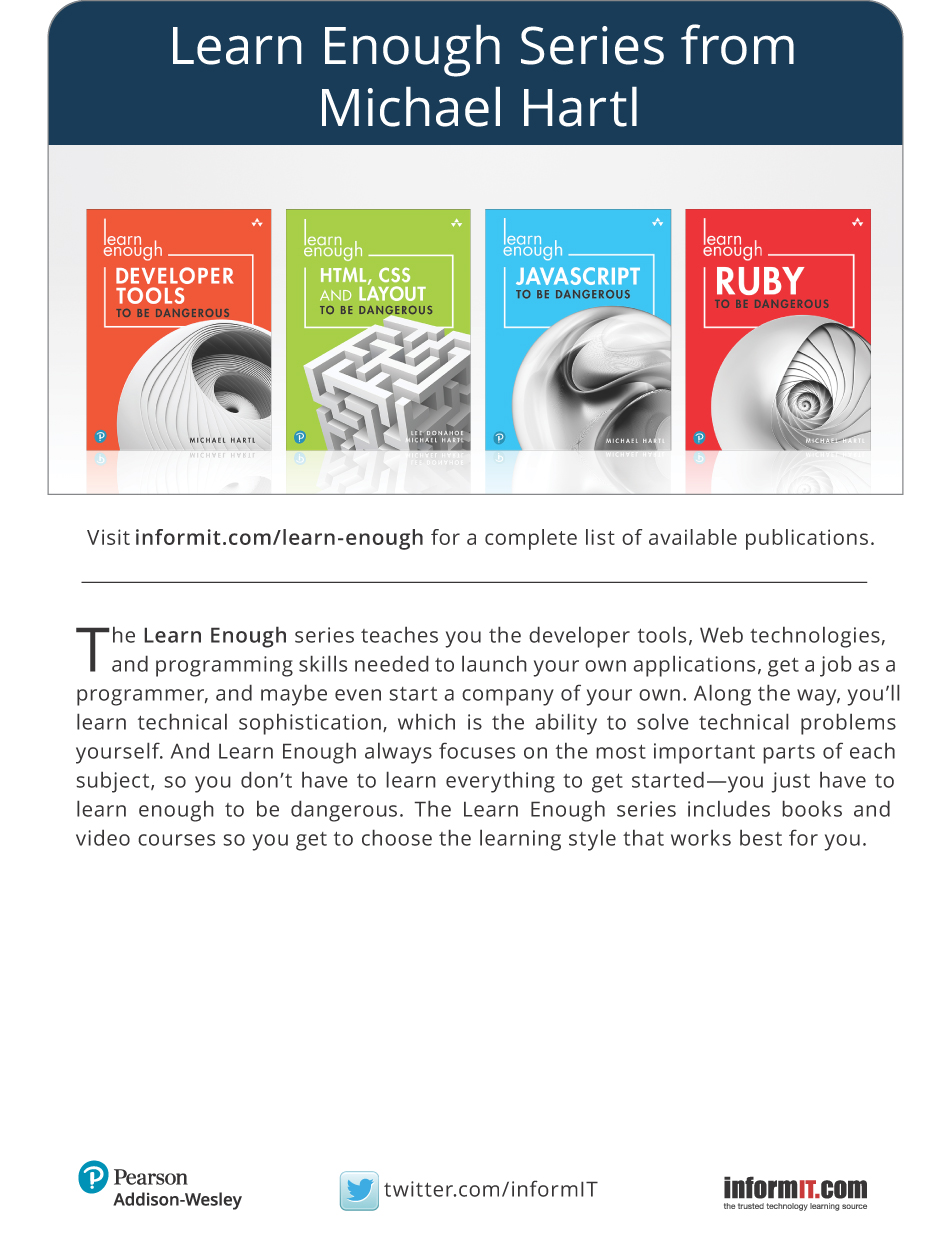 Learn Enough Series from
Michael Hartl
learn
enough
DEVELOPER
TOOLS
TO BE DANGEROUS
MICHAEL HARTL
learn
enough
HTML, CSS
AND LAYOUT
TO BE DANGEROUS
LEE DONAHOE
MICHAEL HARTL
learn
enough
JAVASCRIPT
TO BE DANGEROUS
MICHAEL HARTL
learn
enough
RUBY
TO BE DANGEROUS
MICHAEL HARTL
Visit informit.com/learn-enough for a complete list of available publications.
The Learn Enough series teaches you the developer tools, Web technologies,
and programming skills needed to launch your own applications, get a job as a
programmer, and maybe even start a company of your own. Along the way, you’ll
learn technical sophistication, which is the ability to solve technical problems
yourself. And Learn Enough always focuses on the most important parts of each
subject, so you don’t have to learn everything to get started—you just have to
learn enough to be dangerous. The Learn Enough series includes books and
video courses so you get to choose the learning style that works best for you.
Pearson
Addison-Wesley
twitter.com/informIT
informIT.com
the trusted technology learning source